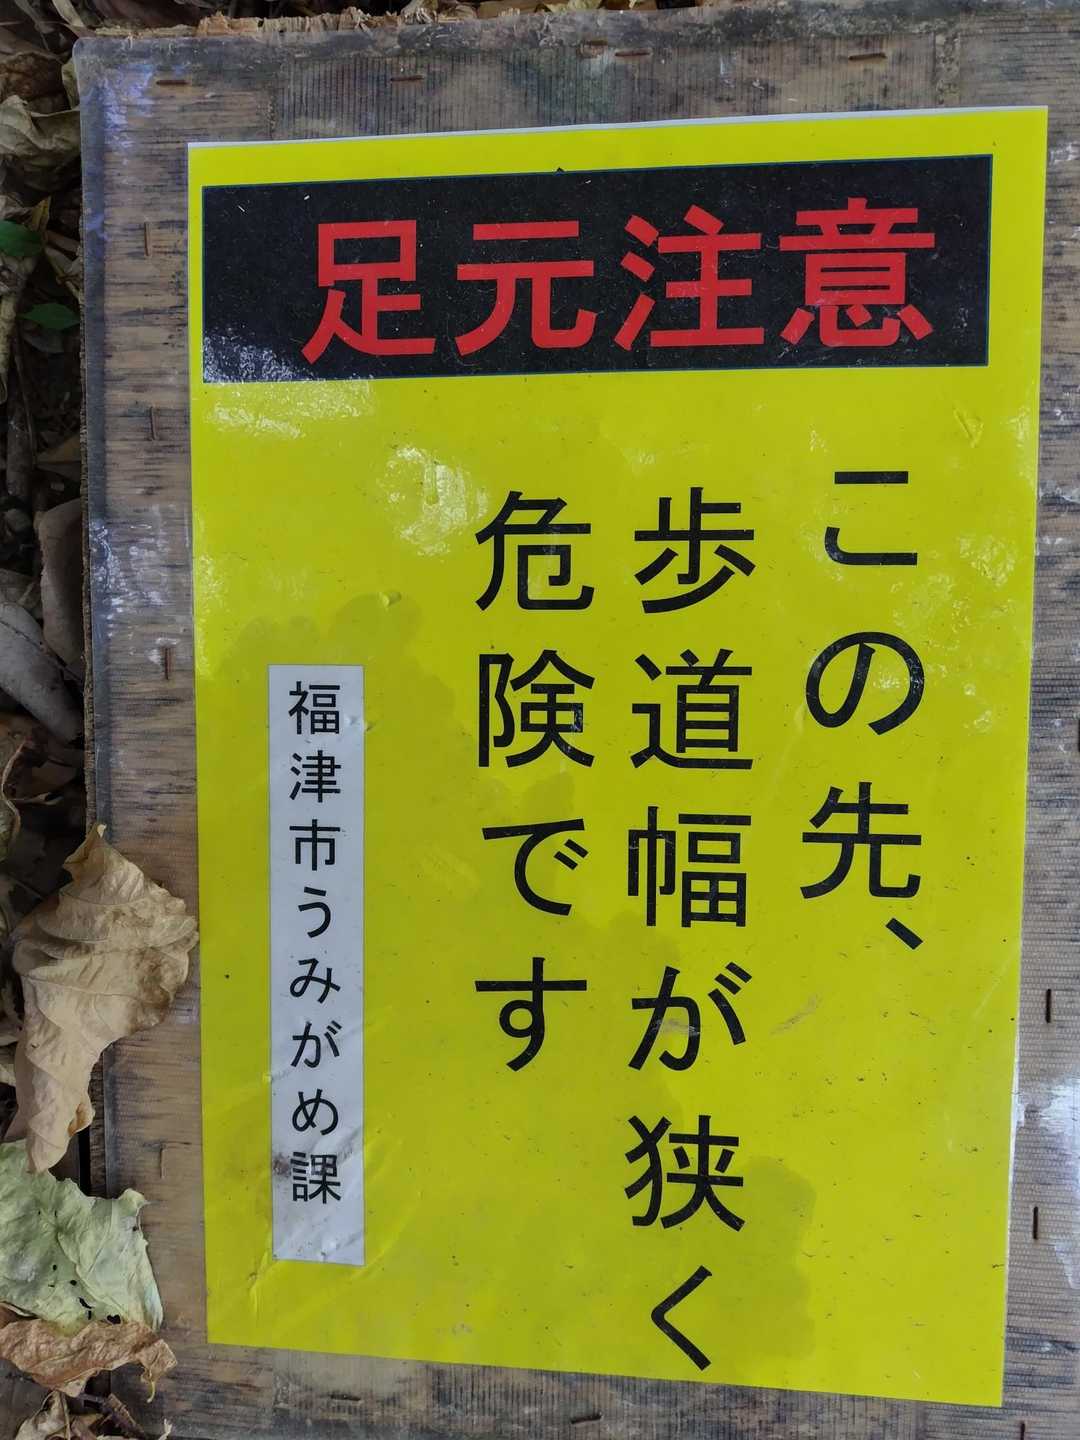 足元注意
この先、
歩道幅が狭く
危険です
福津市うみがめ課